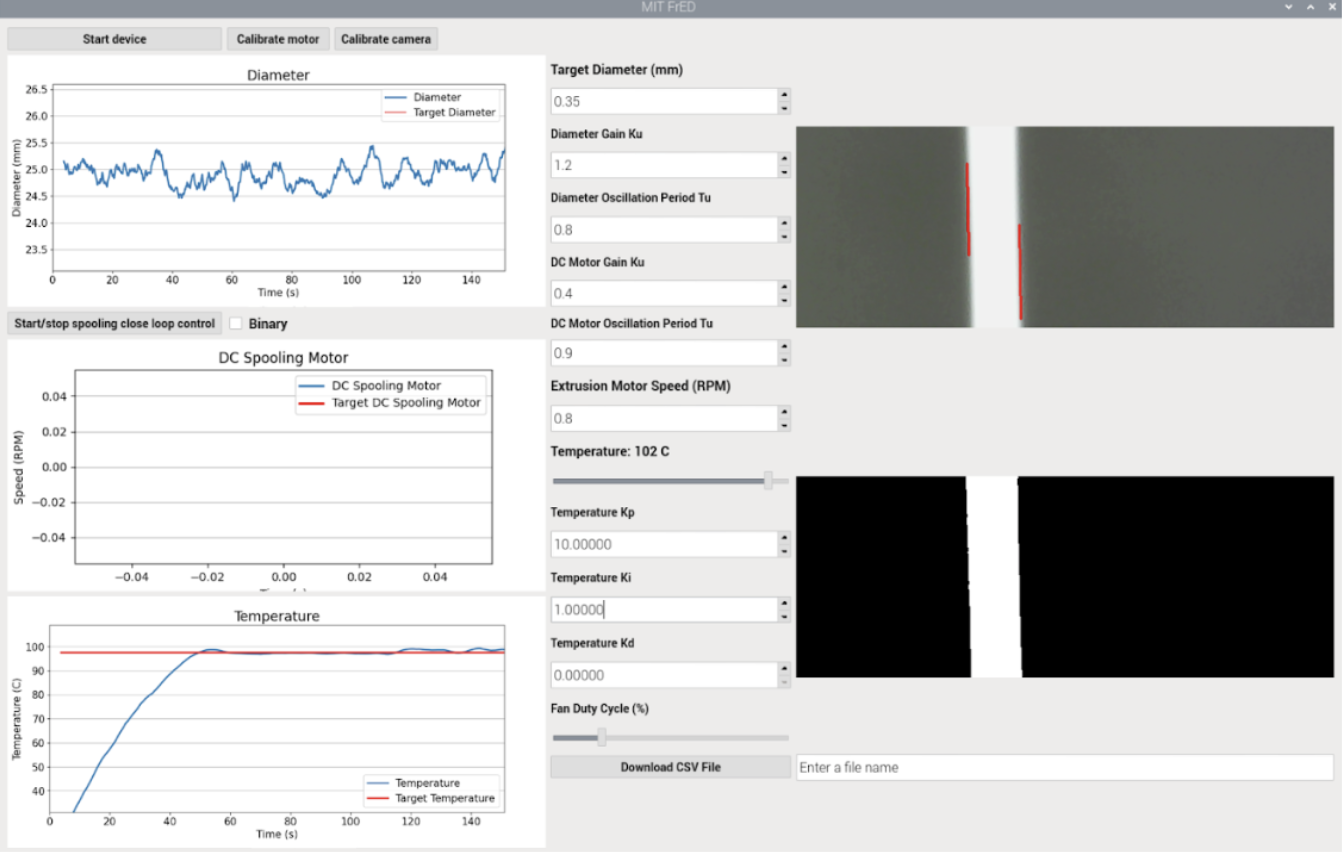 MIT FrED
Start device
Calibrate motor
Calibrate camera
Diameter
26.5
26.0
25.5
25.0
24.5
24.0
23.5
Diameter (mm)
Diameter
Target Diameter
0 20 40 60 80 100 120 140
Time (s)
Start/stop spooling close loop control
Binary
DC Spooling Motor
0.04
0.02
0.00
−0.02
−0.04
Speed (RPM)
DC Spooling Motor
Target DC Spooling Motor
−0.04 −0.02 0.00 0.02 0.04
Temperature
100
90
80
70
60
50
40
Temperature (C)
Temperature
Target Temperature
0 20 40 60 80 100 120 140
Time (s)
Target Diameter (mm)
0.35
Diameter Gain Ku
1.2
Diameter Oscillation Period Tu
0.8
DC Motor Gain Ku
0.4
DC Motor Oscillation Period Tu
0.9
Extrusion Motor Speed (RPM)
0.8
Temperature: 102 C
Temperature Kp
10.00000
Temperature Ki
1.00000
Temperature Kd
0.00000
Fan Duty Cycle (%)
Download CSV File
Enter a file name